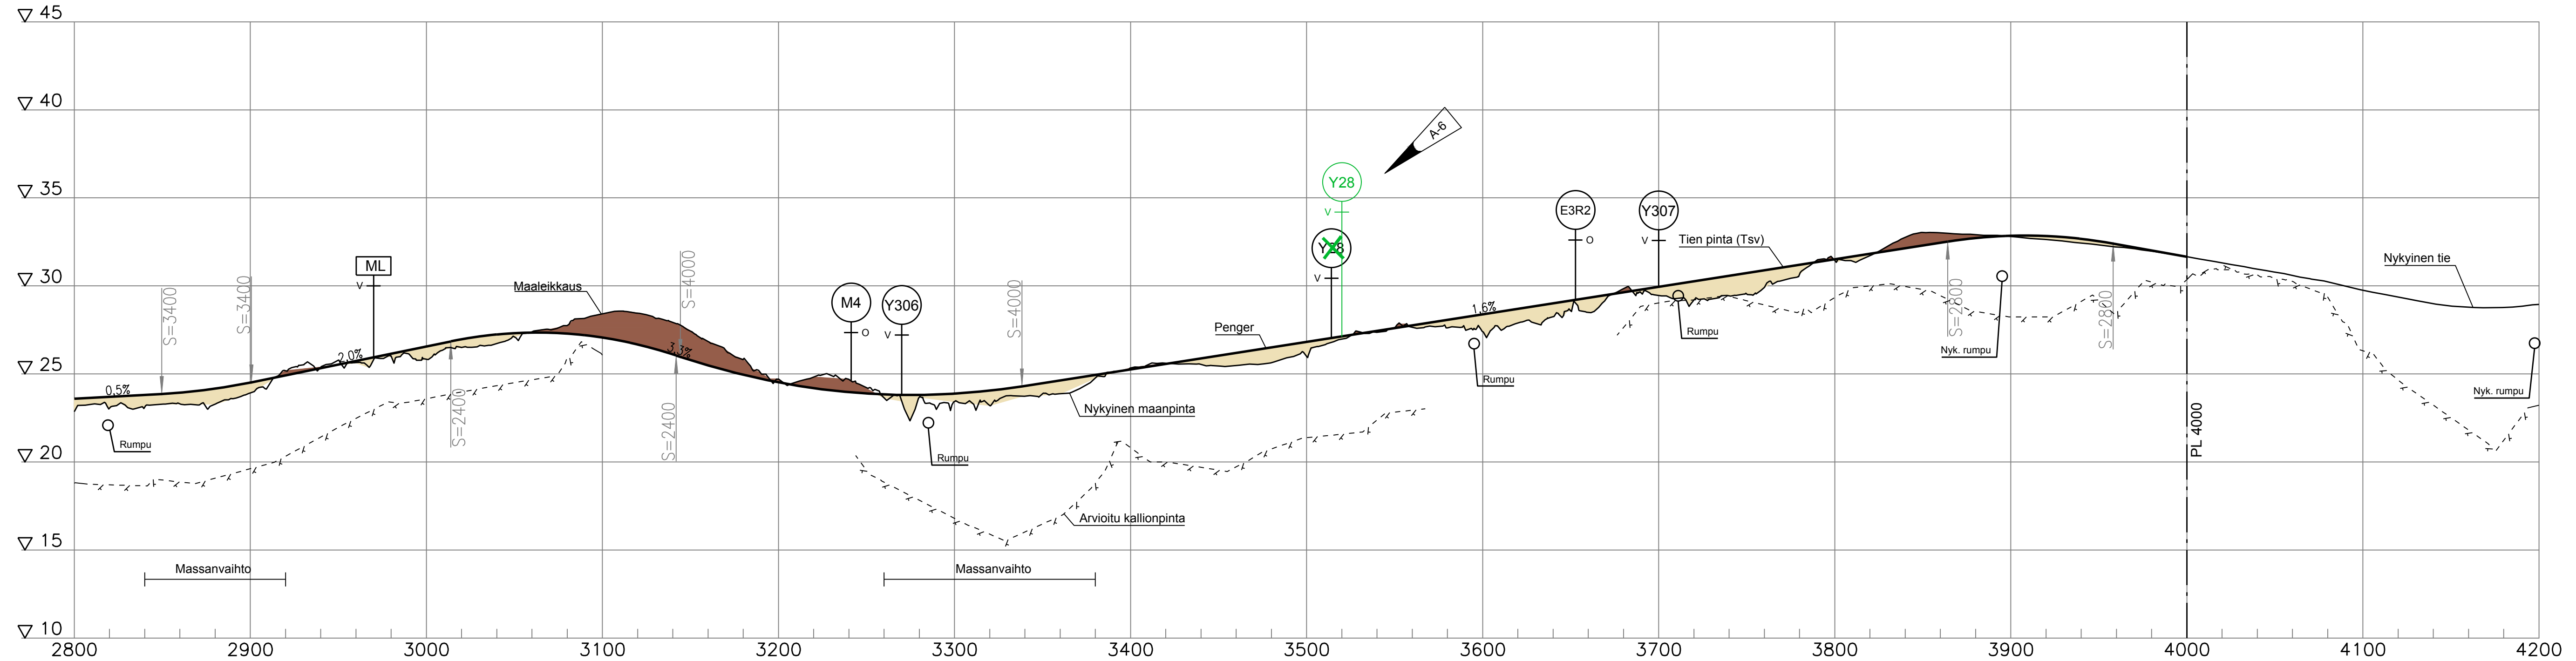 45
40
35
30
25
20
15
10
A-6
Y28
V
Y28
V
E3R2
O
Y307
V
Tien pinta (Tsv)
Nykyinen tie
ML
V
Maaleikkaus
M4
O
Y306
V
S=3400
S=3400
S=4000
S=4000
S=2400
S=2400
S=2800
S=2800
0,5%
2,0%
3,3%
1,6%
Penger
Nykyinen maanpinta
Arvioitu kallionpinta
Rumpu
Rumpu
Rumpu
Rumpu
Nyk. rumpu
Nyk. rumpu
PL 4000
Massanvaihto
Massanvaihto
2800 2900 3000 3100 3200 3300 3400 3500 3600 3700 3800 3900 4000 4100 4200